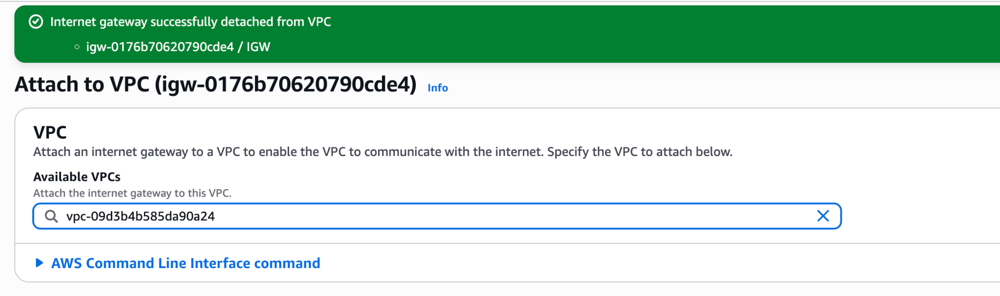 Internet gateway successfully detached from VPC
igw-0176b70620790cde4 / IGW
Attach to VPC (igw-0176b70620790cde4) Info
VPC
Attach an internet gateway to a VPC to enable the VPC to communicate with the internet. Specify the VPC to attach below.
Available VPCs
Attach the internet gateway to this VPC.
vpc-09d3b4b585da90a24
AWS Command Line Interface command